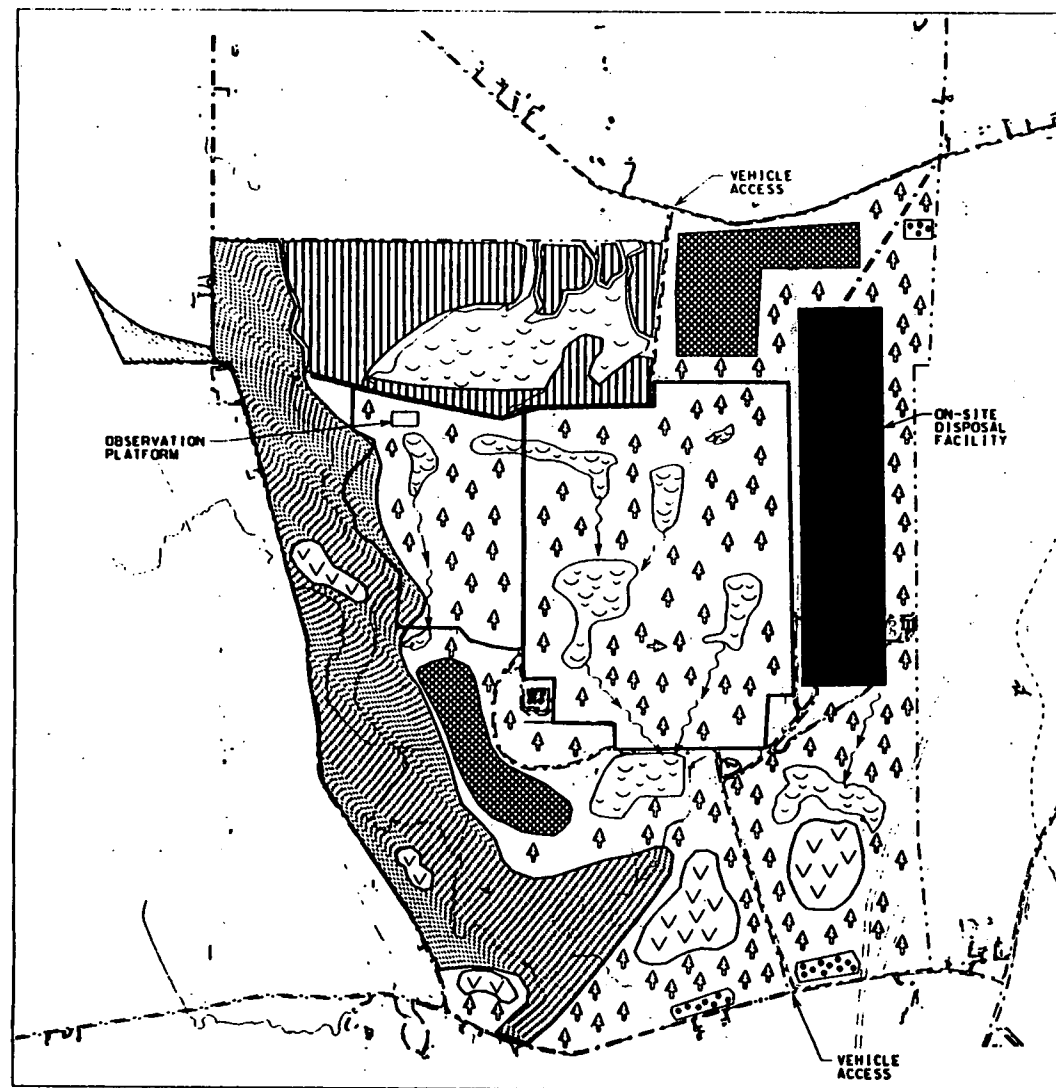 VEHICLE
ACCESS
OBSERVATION
PLATFORM
ON-SITE
DISPOSAL
FACILITY
VEHICLE
ACCESS